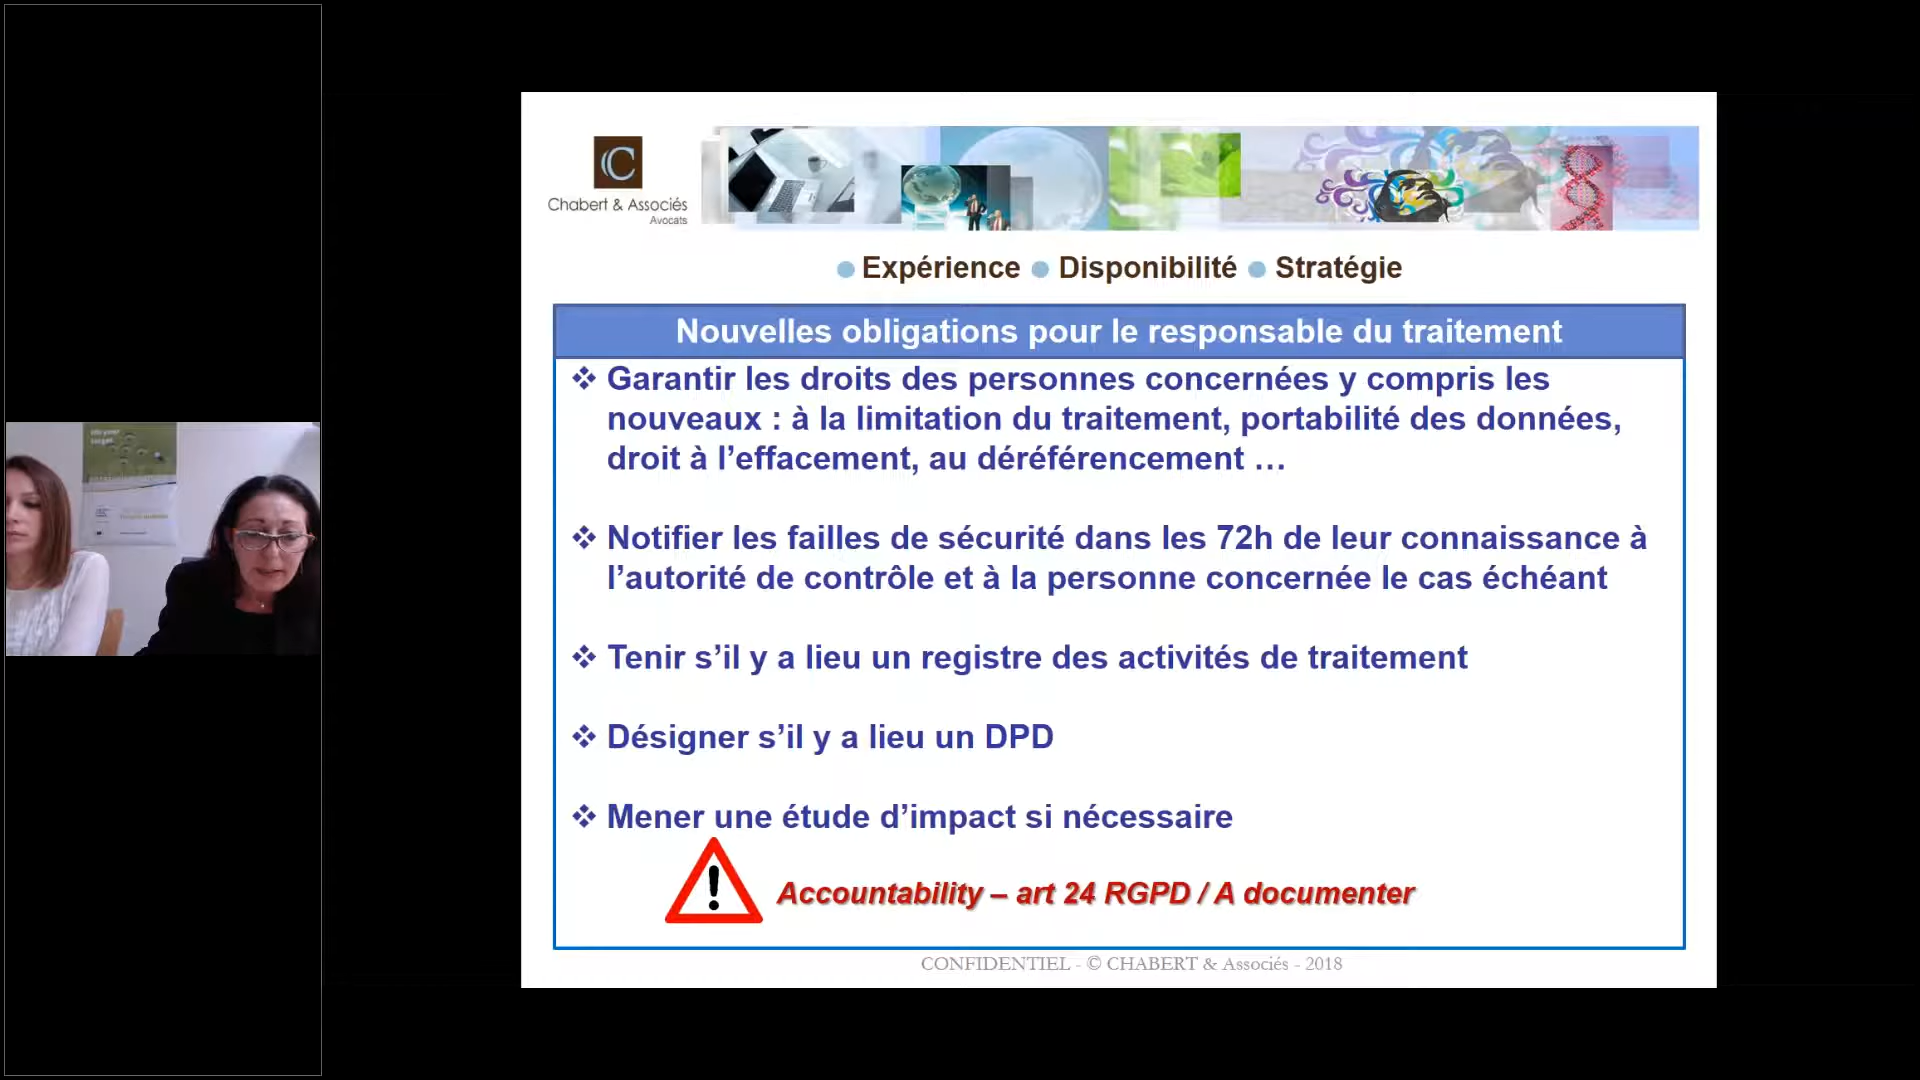 Chabert & Associés
Avocats
Expérience Disponibilité Stratégie
Nouvelles obligations pour le responsable du traitement
❖ Garantir les droits des personnes concernées y compris les
nouveaux : à la limitation du traitement, portabilité des données,
droit à l’effacement, au déréférencement …
❖ Notifier les failles de sécurité dans les 72h de leur connaissance à
l’autorité de contrôle et à la personne concernée le cas échéant
❖ Tenir s’il y a lieu un registre des activités de traitement
❖ Désigner s’il y a lieu un DPD
❖ Mener une étude d’impact si nécessaire
Accountability – art 24 RGPD / A documenter
CONFIDENTIEL - © CHABERT & Associés - 2018